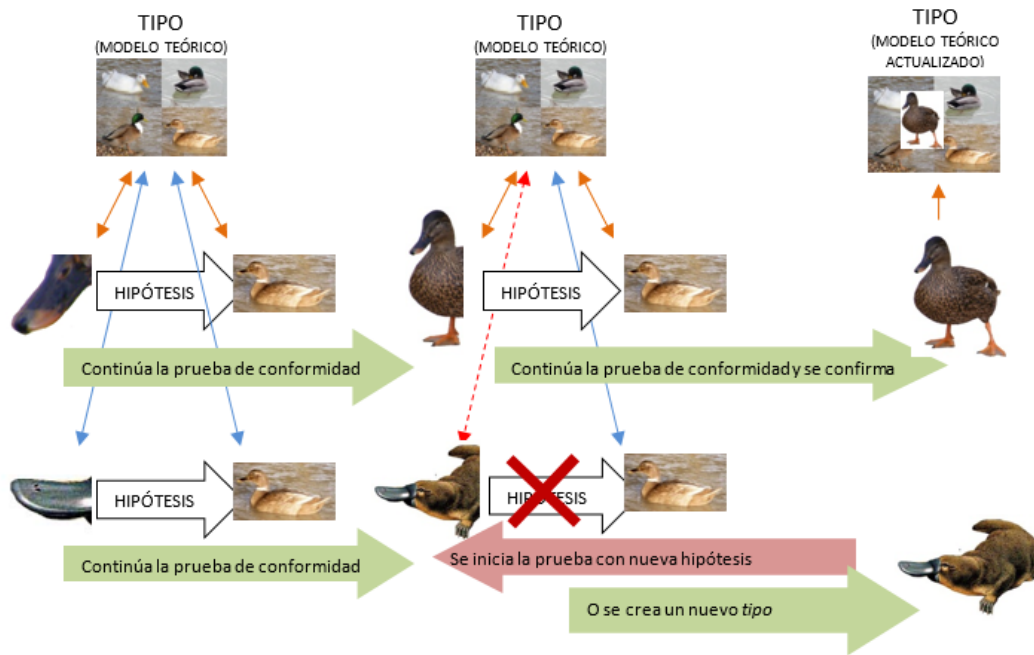 TIPO
(MODELO TEÓRICO)
TIPO
(MODELO TEÓRICO)
TIPO
(MODELO TEÓRICO
ACTUALIZADO)
HIPÓTESIS
HIPÓTESIS
Continúa la prueba de conformidad
Continúa la prueba de conformidad y se confirma
HIPÓTESIS
HIPÓTESIS
Continúa la prueba de conformidad
Se inicia la prueba con nueva hipótesis
O se crea un nuevo tipo